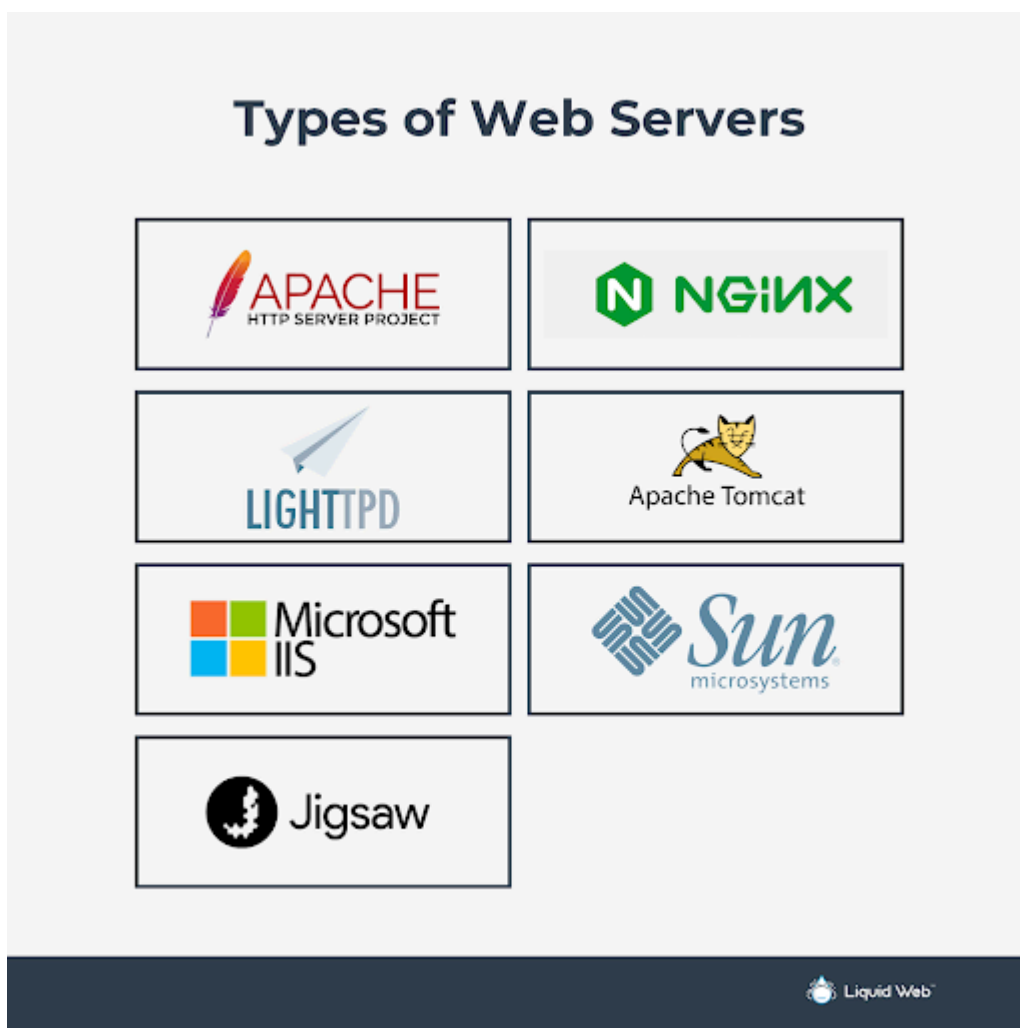 Types of Web Servers
APACHE
HTTP SERVER PROJECT
N NGiNX
LIGHTTPD
Apache Tomcat
Microsoft
IIS
Sun
microsystems
Jigsaw
Liquid Web